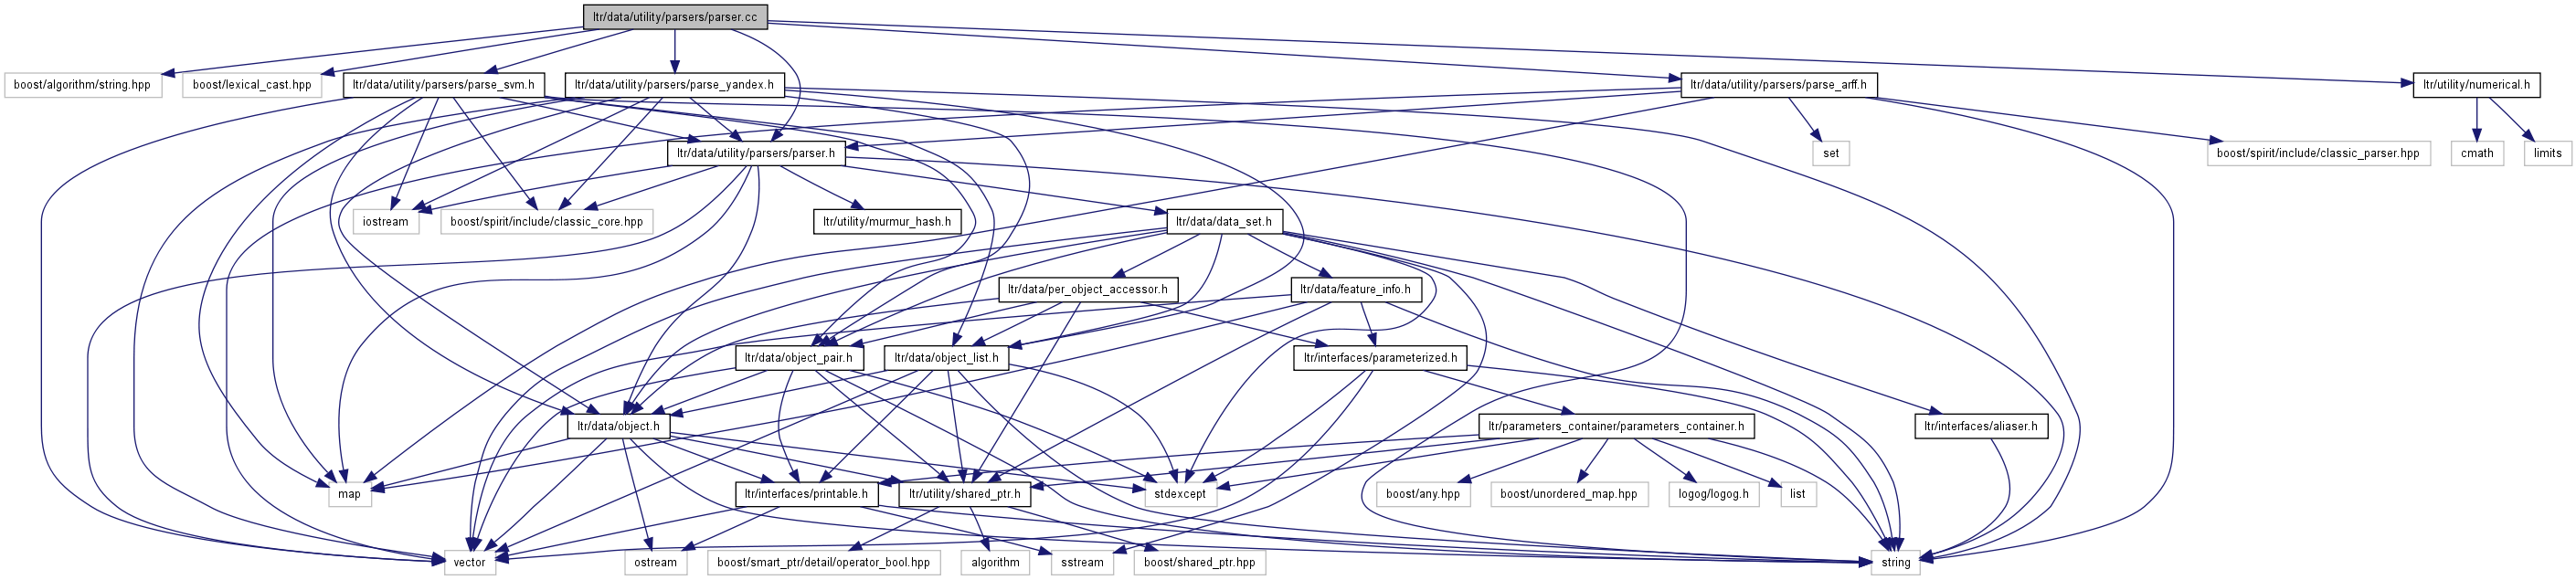 ltr/data/utility/parsers/parser.cc
boost/algorithm/string.hpp
boost/lexical_cast.hpp
ltr/data/utility/parsers/parse_svm.h
ltr/data/utility/parsers/parse_yandex.h
ltr/data/utility/parsers/parse_arff.h
ltr/utility/numerical.h
ltr/data/utility/parsers/parser.h
set
boost/spirit/include/classic_parser.hpp
cmath
limits
iostream
boost/spirit/include/classic_core.hpp
ltr/utility/murmur_hash.h
ltr/data/data_set.h
ltr/data/per_object_accessor.h
ltr/data/feature_info.h
ltr/data/object_pair.h
ltr/data/object_list.h
ltr/interfaces/parameterized.h
ltr/data/object.h
ltr/parameters_container/parameters_container.h
ltr/interfaces/aliaser.h
map
ltr/interfaces/printable.h
ltr/utility/shared_ptr.h
stdexcept
boost/any.hpp
boost/unordered_map.hpp
logog/logog.h
list
vector
ostream
boost/smart_ptr/detail/operator_bool.hpp
algorithm
sstream
boost/shared_ptr.hpp
string